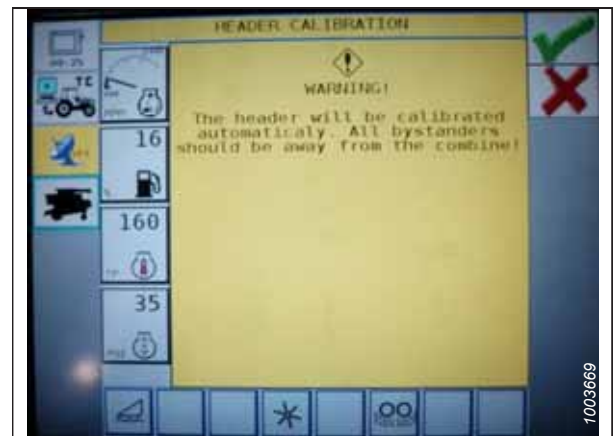 HEADER CALIBRATION
TC
WARNING!
The header will be calibrated
automaticaly. All bystanders
should be away from the combine!
16
160
35
1003669